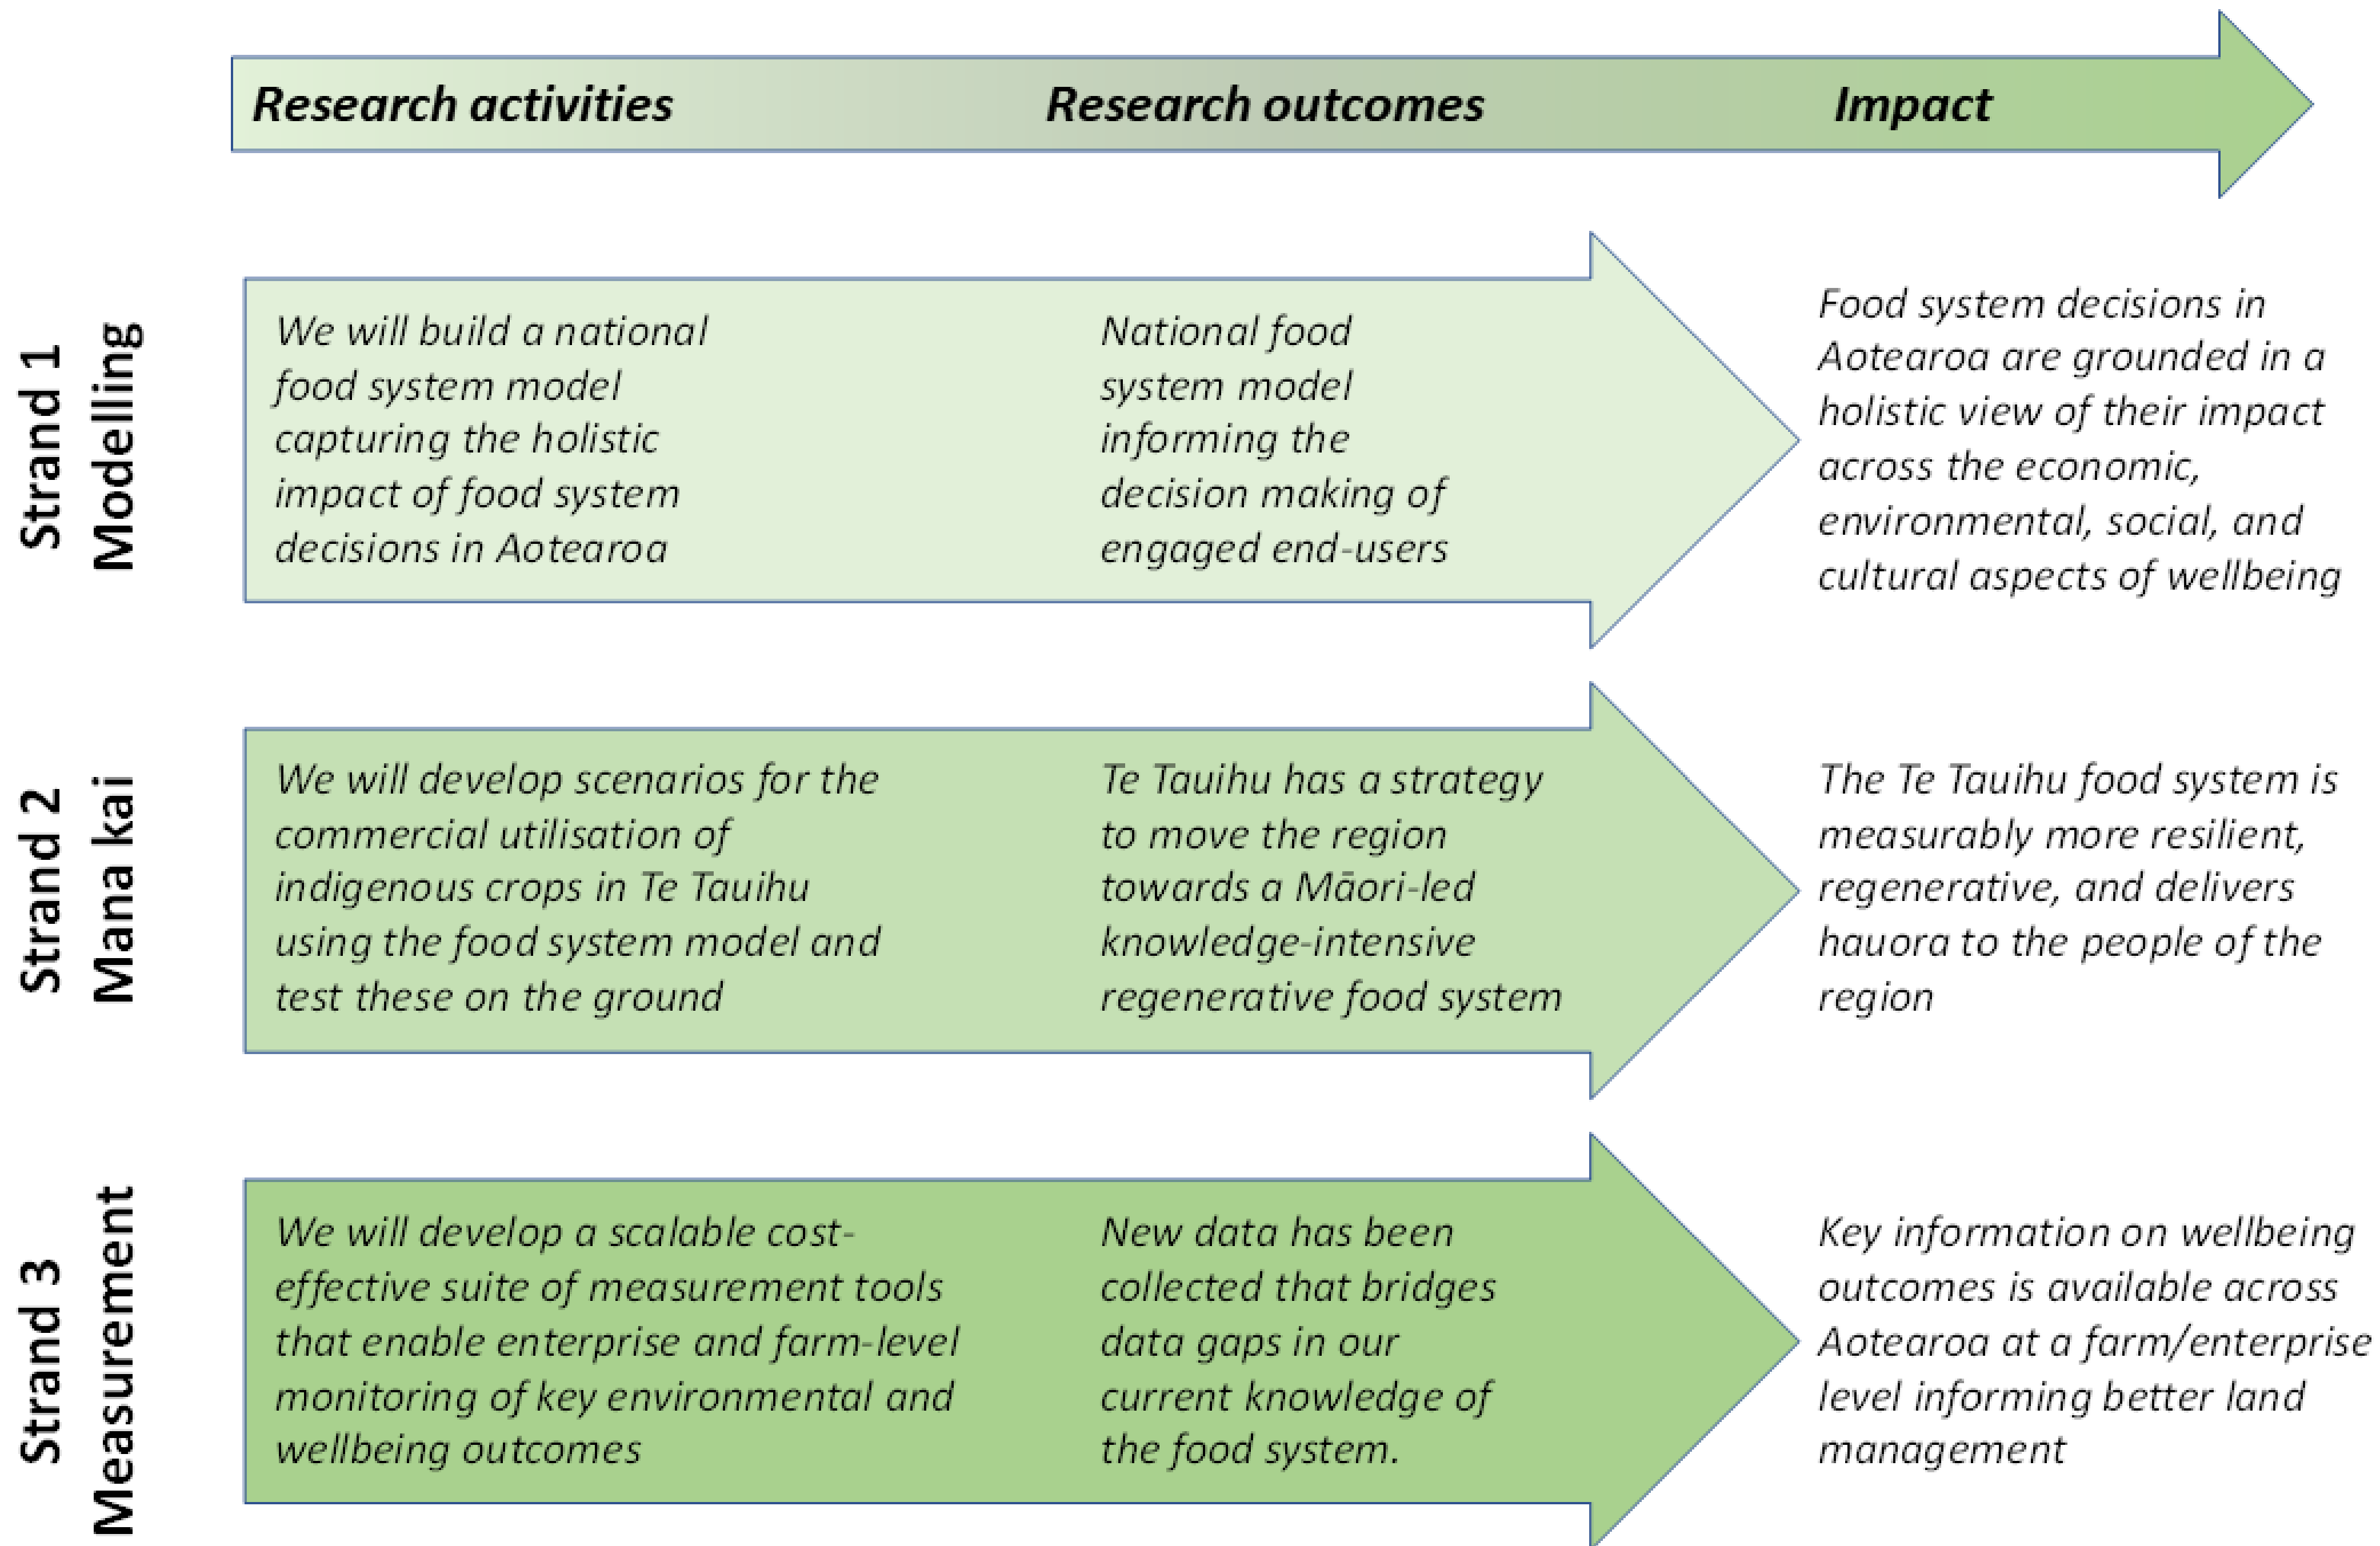 Research activities
Research outcomes
Impact
Strand 1
Modelling
We will build a national
food system model
capturing the holistic
impact of food system
decisions in Aotearoa
National food
system model
informing the
decision making of
engaged end-users
Food system decisions in
Aotearoa are grounded in a
holistic view of their impact
across the economic,
environmental, social, and
cultural aspects of wellbeing
Strand 2
Mana kai
We will develop scenarios for the
commercial utilisation of
indigenous crops in Te Tauihu
using the food system model and
test these on the ground
Te Tauihu has a strategy
to move the region
towards a Māori-led
knowledge-intensive
regenerative food system
The Te Tauihu food system is
measurably more resilient,
regenerative, and delivers
hauora to the people of the
region
Strand 3
Measurement
We will develop a scalable cost-
effective suite of measurement tools
that enable enterprise and farm-level
monitoring of key environmental and
wellbeing outcomes
New data has been
collected that bridges
data gaps in our
current knowledge of
the food system.
Key information on wellbeing
outcomes is available across
Aotearoa at a farm/enterprise
level informing better land
management